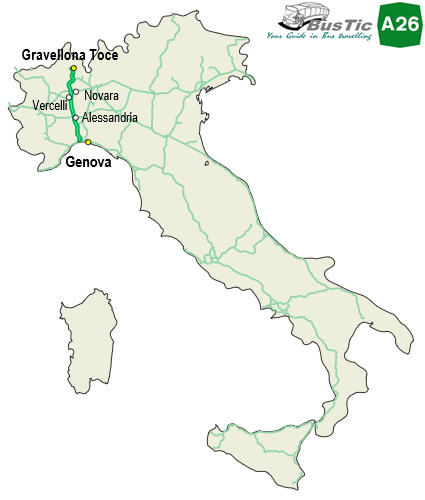 BusTic
Your Guide in Bus travelling
A26
Gravellona Toce
Novara
Vercelli
Alessandria
Genova